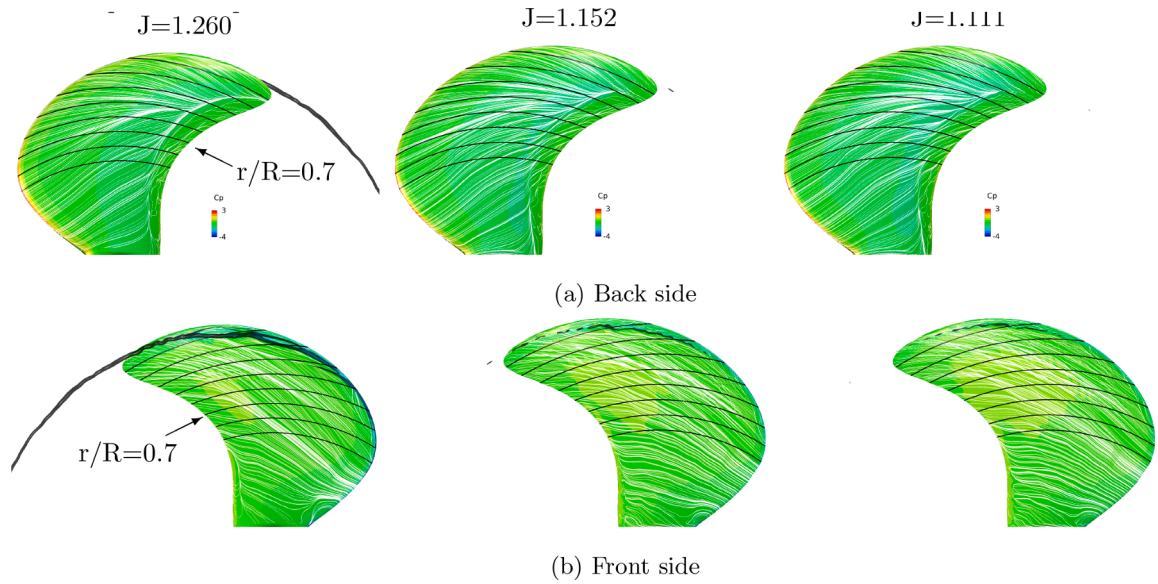 J=1.260 J=1.152 J=1.111
r/R=0.7
Cp
3
-4
Cp
3
-4
Cp
3
-4
(a) Back side
r/R=0.7
(b) Front side